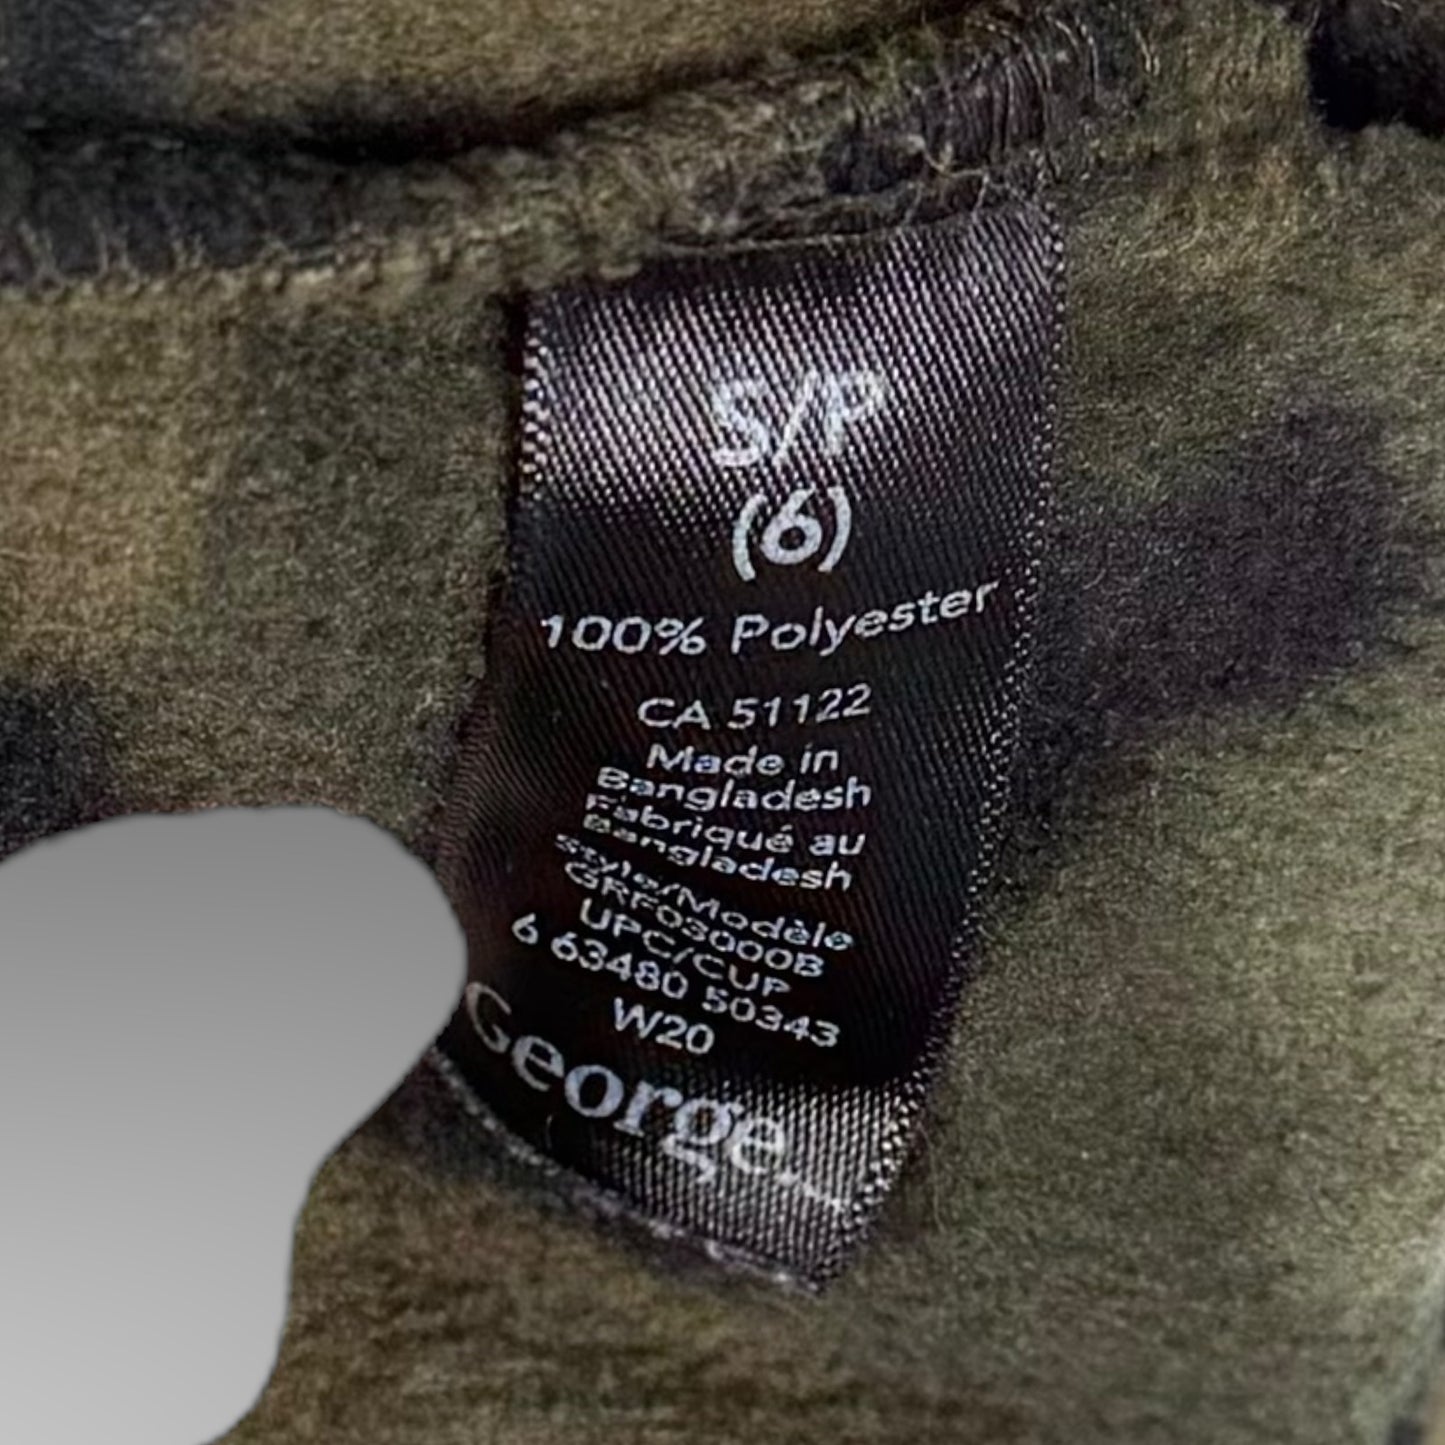 S/P
(6)
100% Polyester
CA 51122
Made in
Bangladesh
Fabriqué au
Bangladesh
Style/Modèle
GRF03000B
UPC/CUP
6 63480 50343
W20
George